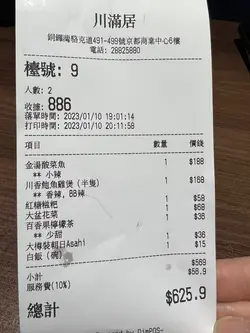 川滿居
銅鑼灣駱克道491-499號京都商業中心6樓
電話: 28825880
檯號: 9
人數: 2
收據: 886
落單時間: 2023/01/10 19:01:14
打印時間: 2023/01/10 20:11:58
項目 數量 價錢
金湯酸菜魚 1 $188
** 小辣
川香鮑魚雞煲(半隻) 1 $168
** 香辣, BB辣
紅糖糍粑 1 $58
大盆花菜 1 $68
百香果檸檬茶 1 $36
** 少甜
大樽裝朝日Asahi 1 $36
白飯(碗) 1 $15
小計 $569
服務費(10%) $56.9
總計 $625.9